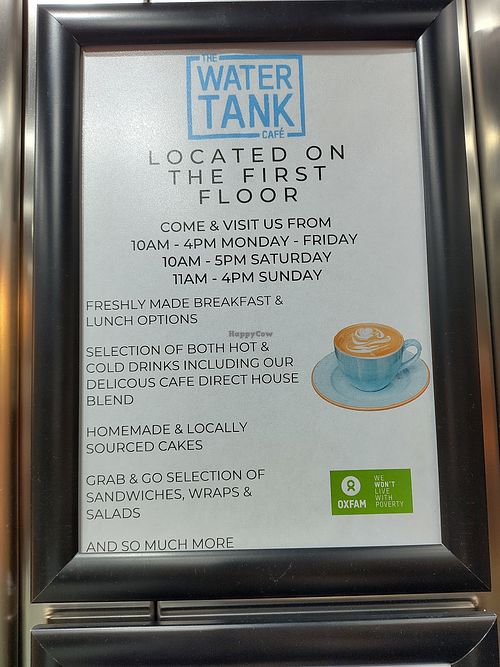 THE
WATER
TANK
CAFÉ
LOCATED ON
THE FIRST
FLOOR
COME & VISIT US FROM
10AM - 4PM MONDAY - FRIDAY
10AM - 5PM SATURDAY
11AM - 4PM SUNDAY
FRESHLY MADE BREAKFAST &
LUNCH OPTIONS
HappyCow
SELECTION OF BOTH HOT &
COLD DRINKS INCLUDING OUR
DELICOUS CAFE DIRECT HOUSE
BLEND
HOMEMADE & LOCALLY
SOURCED CAKES
GRAB & GO SELECTION OF
SANDWICHES, WRAPS &
SALADS
AND SO MUCH MORE
OXFAM
WE
WON'T
LIVE
WITH
POVERTY